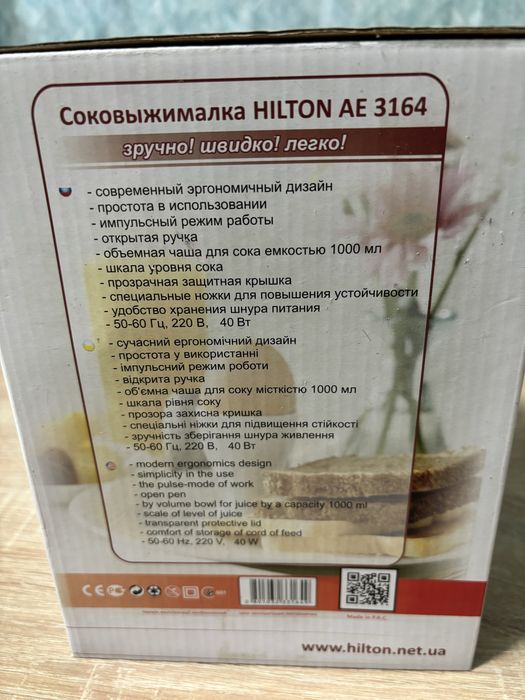 Соковыжималка HILTON AE 3164
зручно! швидко! легко!
- современный эргономичный дизайн
- простота в использовании
- импульсный режим работы
- открытая ручка
- объемная чаша для сока емкостью 1000 мл
- шкала уровня сока
- прозрачная защитная крышка
- специальные ножки для повышения устойчивости
- удобство хранения шнура питания
- 50-60 Гц, 220 В, 40 Вт
- сучасний ергономічний дизайн
- простота у використанні
- імпульсний режим роботи
- відкрита ручка
- об'ємна чаша для соку місткістю 1000 мл
- шкала рівня соку
- прозора захисна кришка
- спеціальні ніжки для підвищення стійкості
- зручність зберігання шнура живлення
- 50-60 Гц, 220 В, 40 Вт
- modern ergonomics design
- simplicity in the use
- the pulse-mode of work
- open pen
- by volume bowl for juice by a capacity 1000 ml
- scale of level of juice
- transparent protective lid
- comfort of storage of cord of feed
- 50-60 Hz, 220 V, 40 W
CE
Made in P.R.C.
www.hilton.net.ua